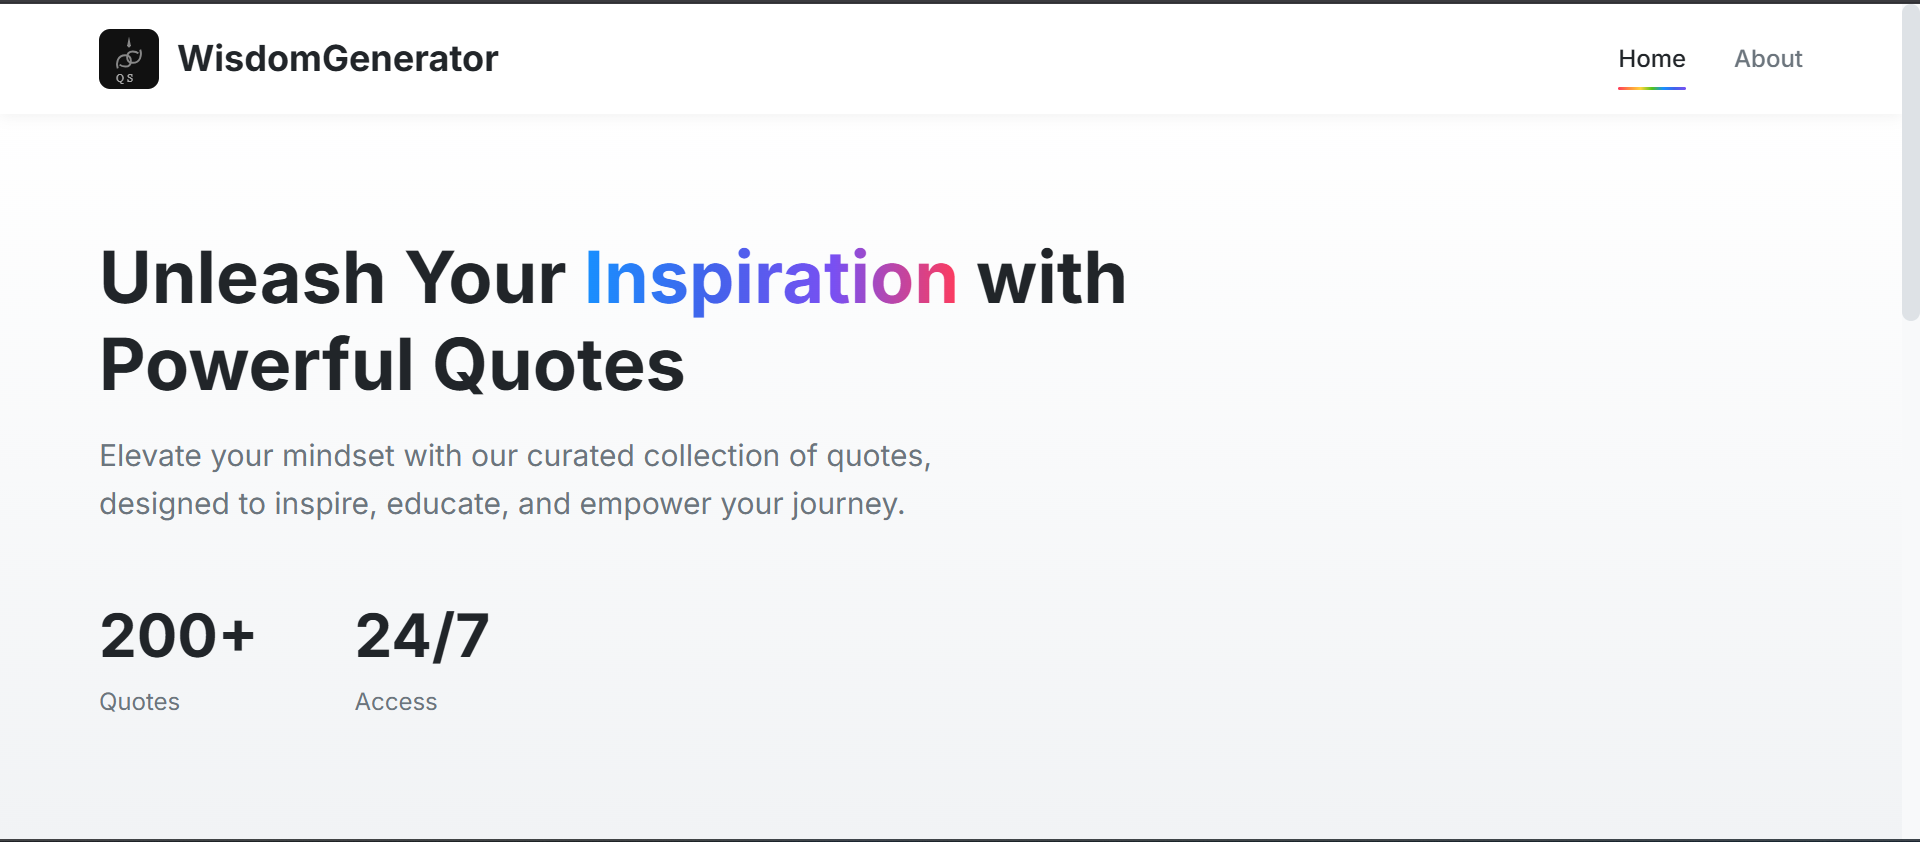 QS
WisdomGenerator
Home
About
Unleash Your Inspiration with
Powerful Quotes
Elevate your mindset with our curated collection of quotes,
designed to inspire, educate, and empower your journey.
200+
24/7
Quotes
Access